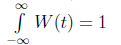 ∞
∫ W(t) = 1
−∞